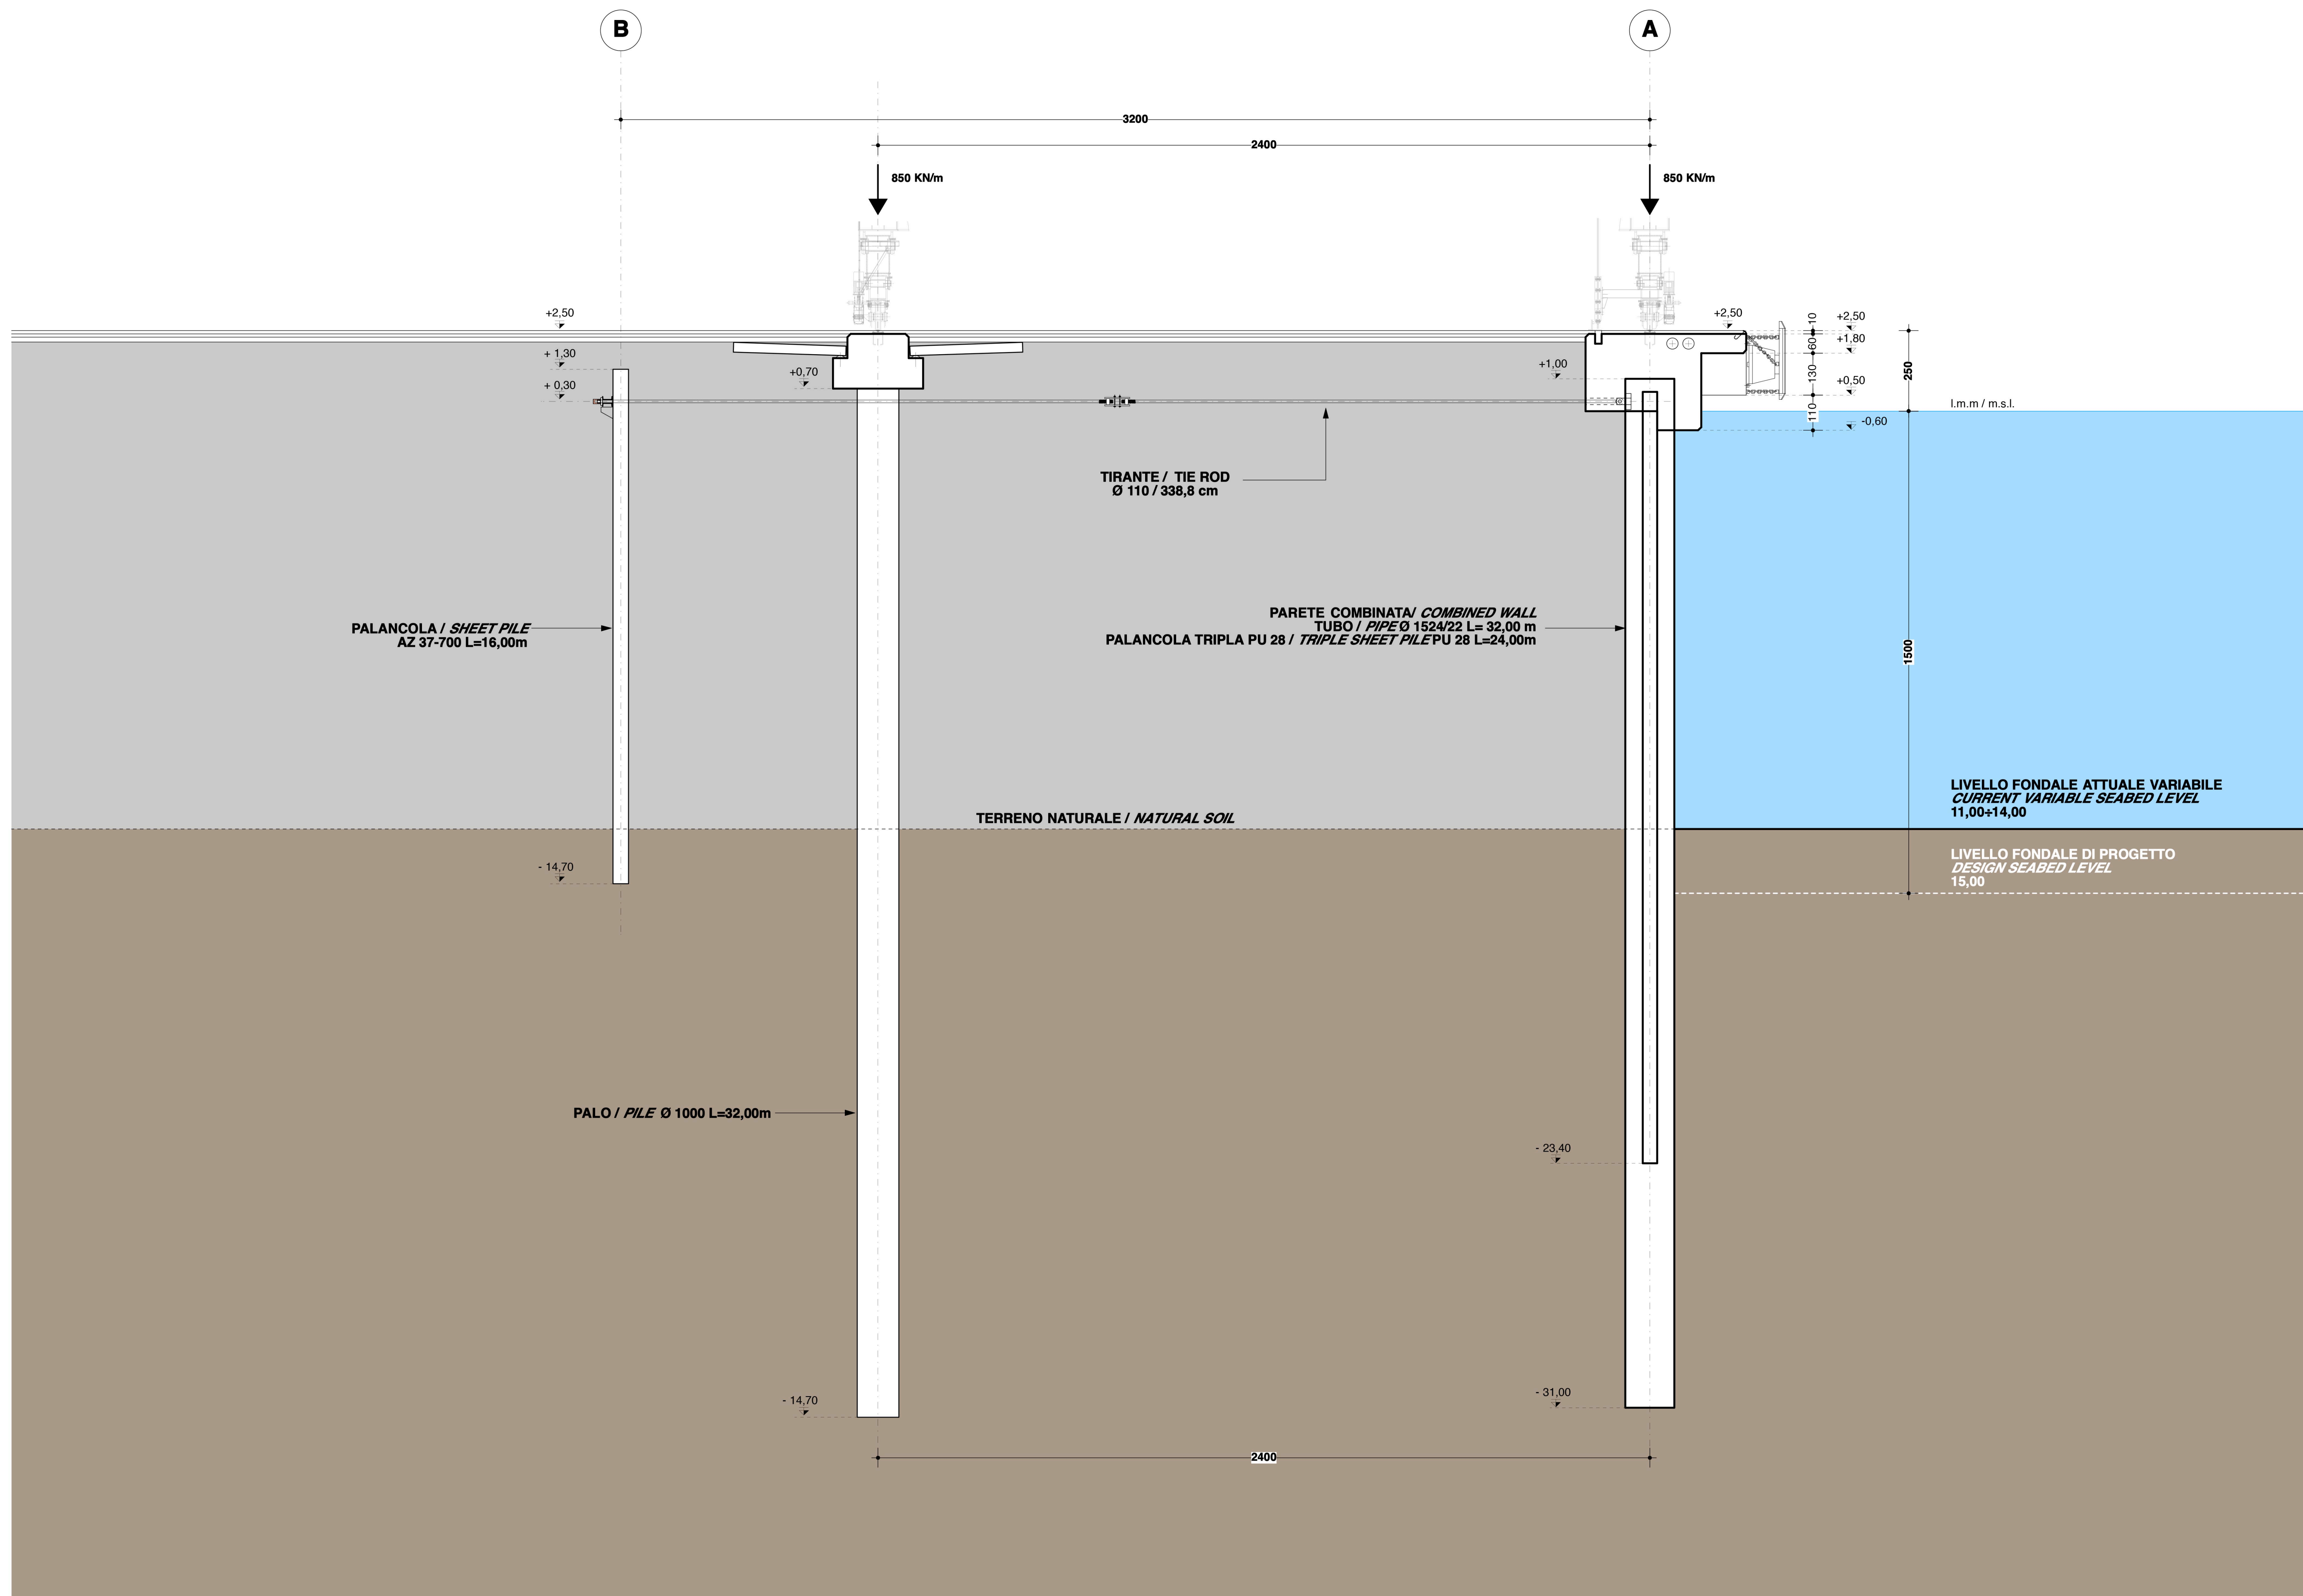 B
A
3200
2400
850 KN/m
850 KN/m
+2,50
+2,50
10
+2,50
60
+1,80
+ 1,30
+0,70
+1,00
130
250
+ 0,30
+0,50
110
l.m.m / m.s.l.
-0,60
TIRANTE / TIE ROD
Ø 110 / 338,8 cm
PALANCOLA / SHEET PILE
AZ 37-700 L=16,00m
PARETE COMBINATA/ COMBINED WALL
TUBO / PIPE Ø 1524/22 L= 32,00 m
PALANCOLA TRIPLA PU 28 / TRIPLE SHEET PILE PU 28 L=24,00m
1500
LIVELLO FONDALE ATTUALE VARIABILE
CURRENT VARIABLE SEABED LEVEL
11,00÷14,00
TERRENO NATURALE / NATURAL SOIL
LIVELLO FONDALE DI PROGETTO
DESIGN SEABED LEVEL
15,00
- 14,70
PALO / PILE Ø 1000 L=32,00m
- 23,40
- 14,70
- 31,00
2400